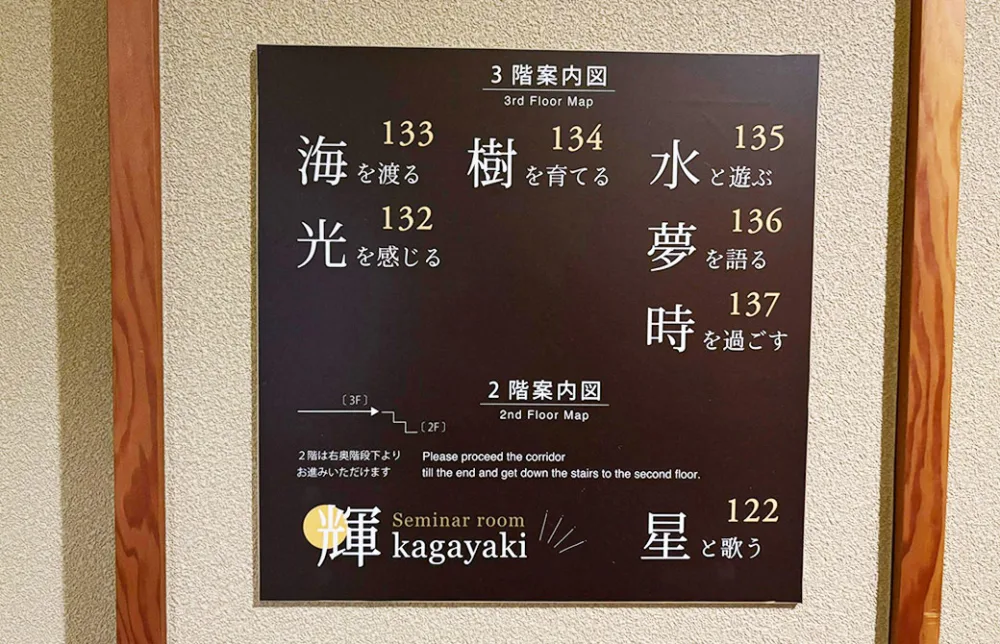 3階案内図
3rd Floor Map
133
海を渡る
134
樹を育てる
135
水と遊ぶ
132
光を感じる
136
夢を語る
137
時を過ごす
2階案内図
2nd Floor Map
〔3F〕
〔2F〕
2階は右奥階段下より
お進みいただけます
Please proceed the corridor
till the end and get down the stairs to the second floor.
輝
Seminar room
kagayaki
122
星と歌う